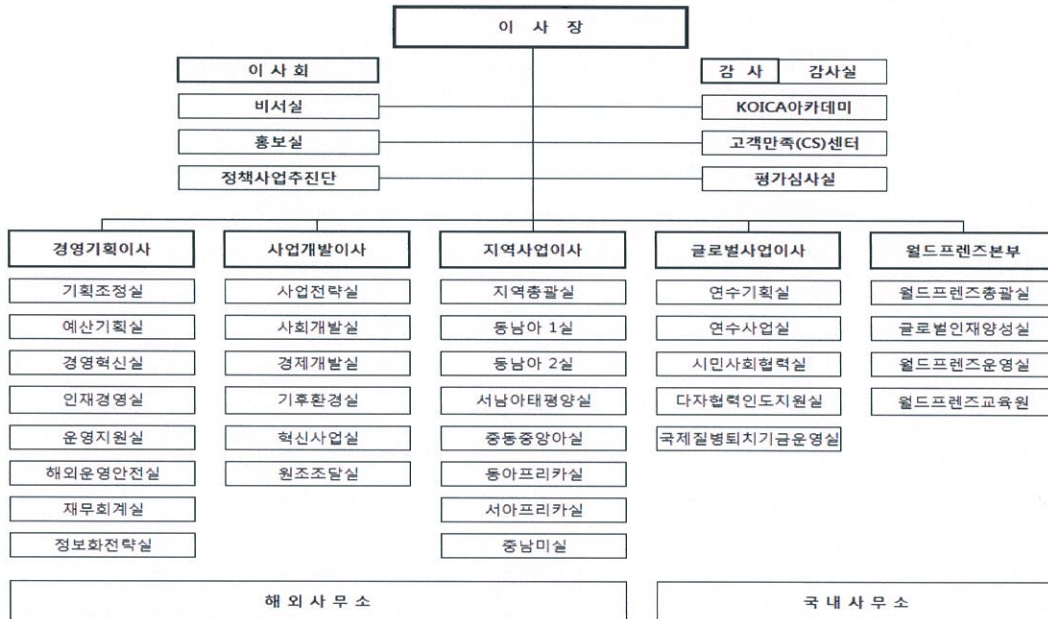 이 사 장
이 사 회
감 사 감사실
비서실
KOICA아카데미
홍보실
고객만족(CS)센터
정책사업추진단
평가심사실
경영기획이사
사업개발이사
지역사업이사
글로벌사업이사
월드프렌즈본부
기획조정실
예산기획실
경영혁신실
인재경영실
운영지원실
해외운영안전실
재무회계실
정보화전략실
사업전략실
사회개발실
경제개발실
기후환경실
혁신사업실
원조조달실
지역총괄실
동남아 1실
동남아 2실
서남아태평양실
중동중앙아실
동아프리카실
서아프리카실
중남미실
연수기획실
연수사업실
시민사회협력실
다자협력인도지원실
국제질병퇴치기금운영실
월드프렌즈총괄실
글로벌인재양성실
월드프렌즈운영실
월드프렌즈교육원
해 외 사 무 소
국 내 사 무 소